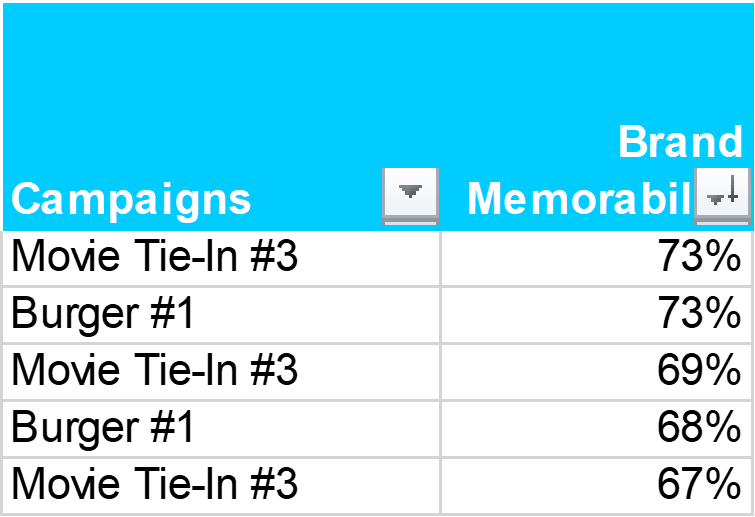 Campaigns
Brand
Memorabil
Movie Tie-In #3 73%
Burger #1 73%
Movie Tie-In #3 69%
Burger #1 68%
Movie Tie-In #3 67%